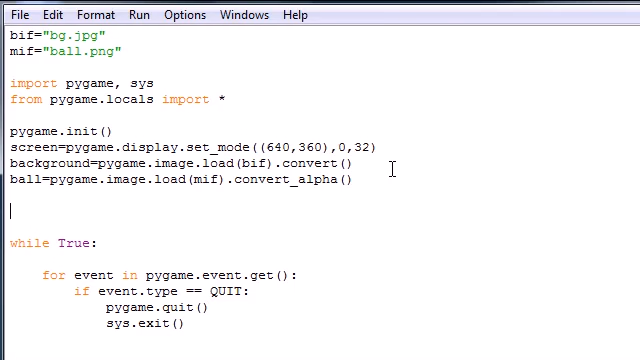 File Edit Format Run Options Windows Help
bif="bg.jpg"
mif="ball.png"
import pygame, sys
from pygame.locals import *
pygame.init()
screen=pygame.display.set_mode((640,360),0,32)
background=pygame.image.load(bif).convert()
ball=pygame.image.load(mif).convert_alpha()
while True:
    for event in pygame.event.get():
        if event.type == QUIT:
            pygame.quit()
            sys.exit()